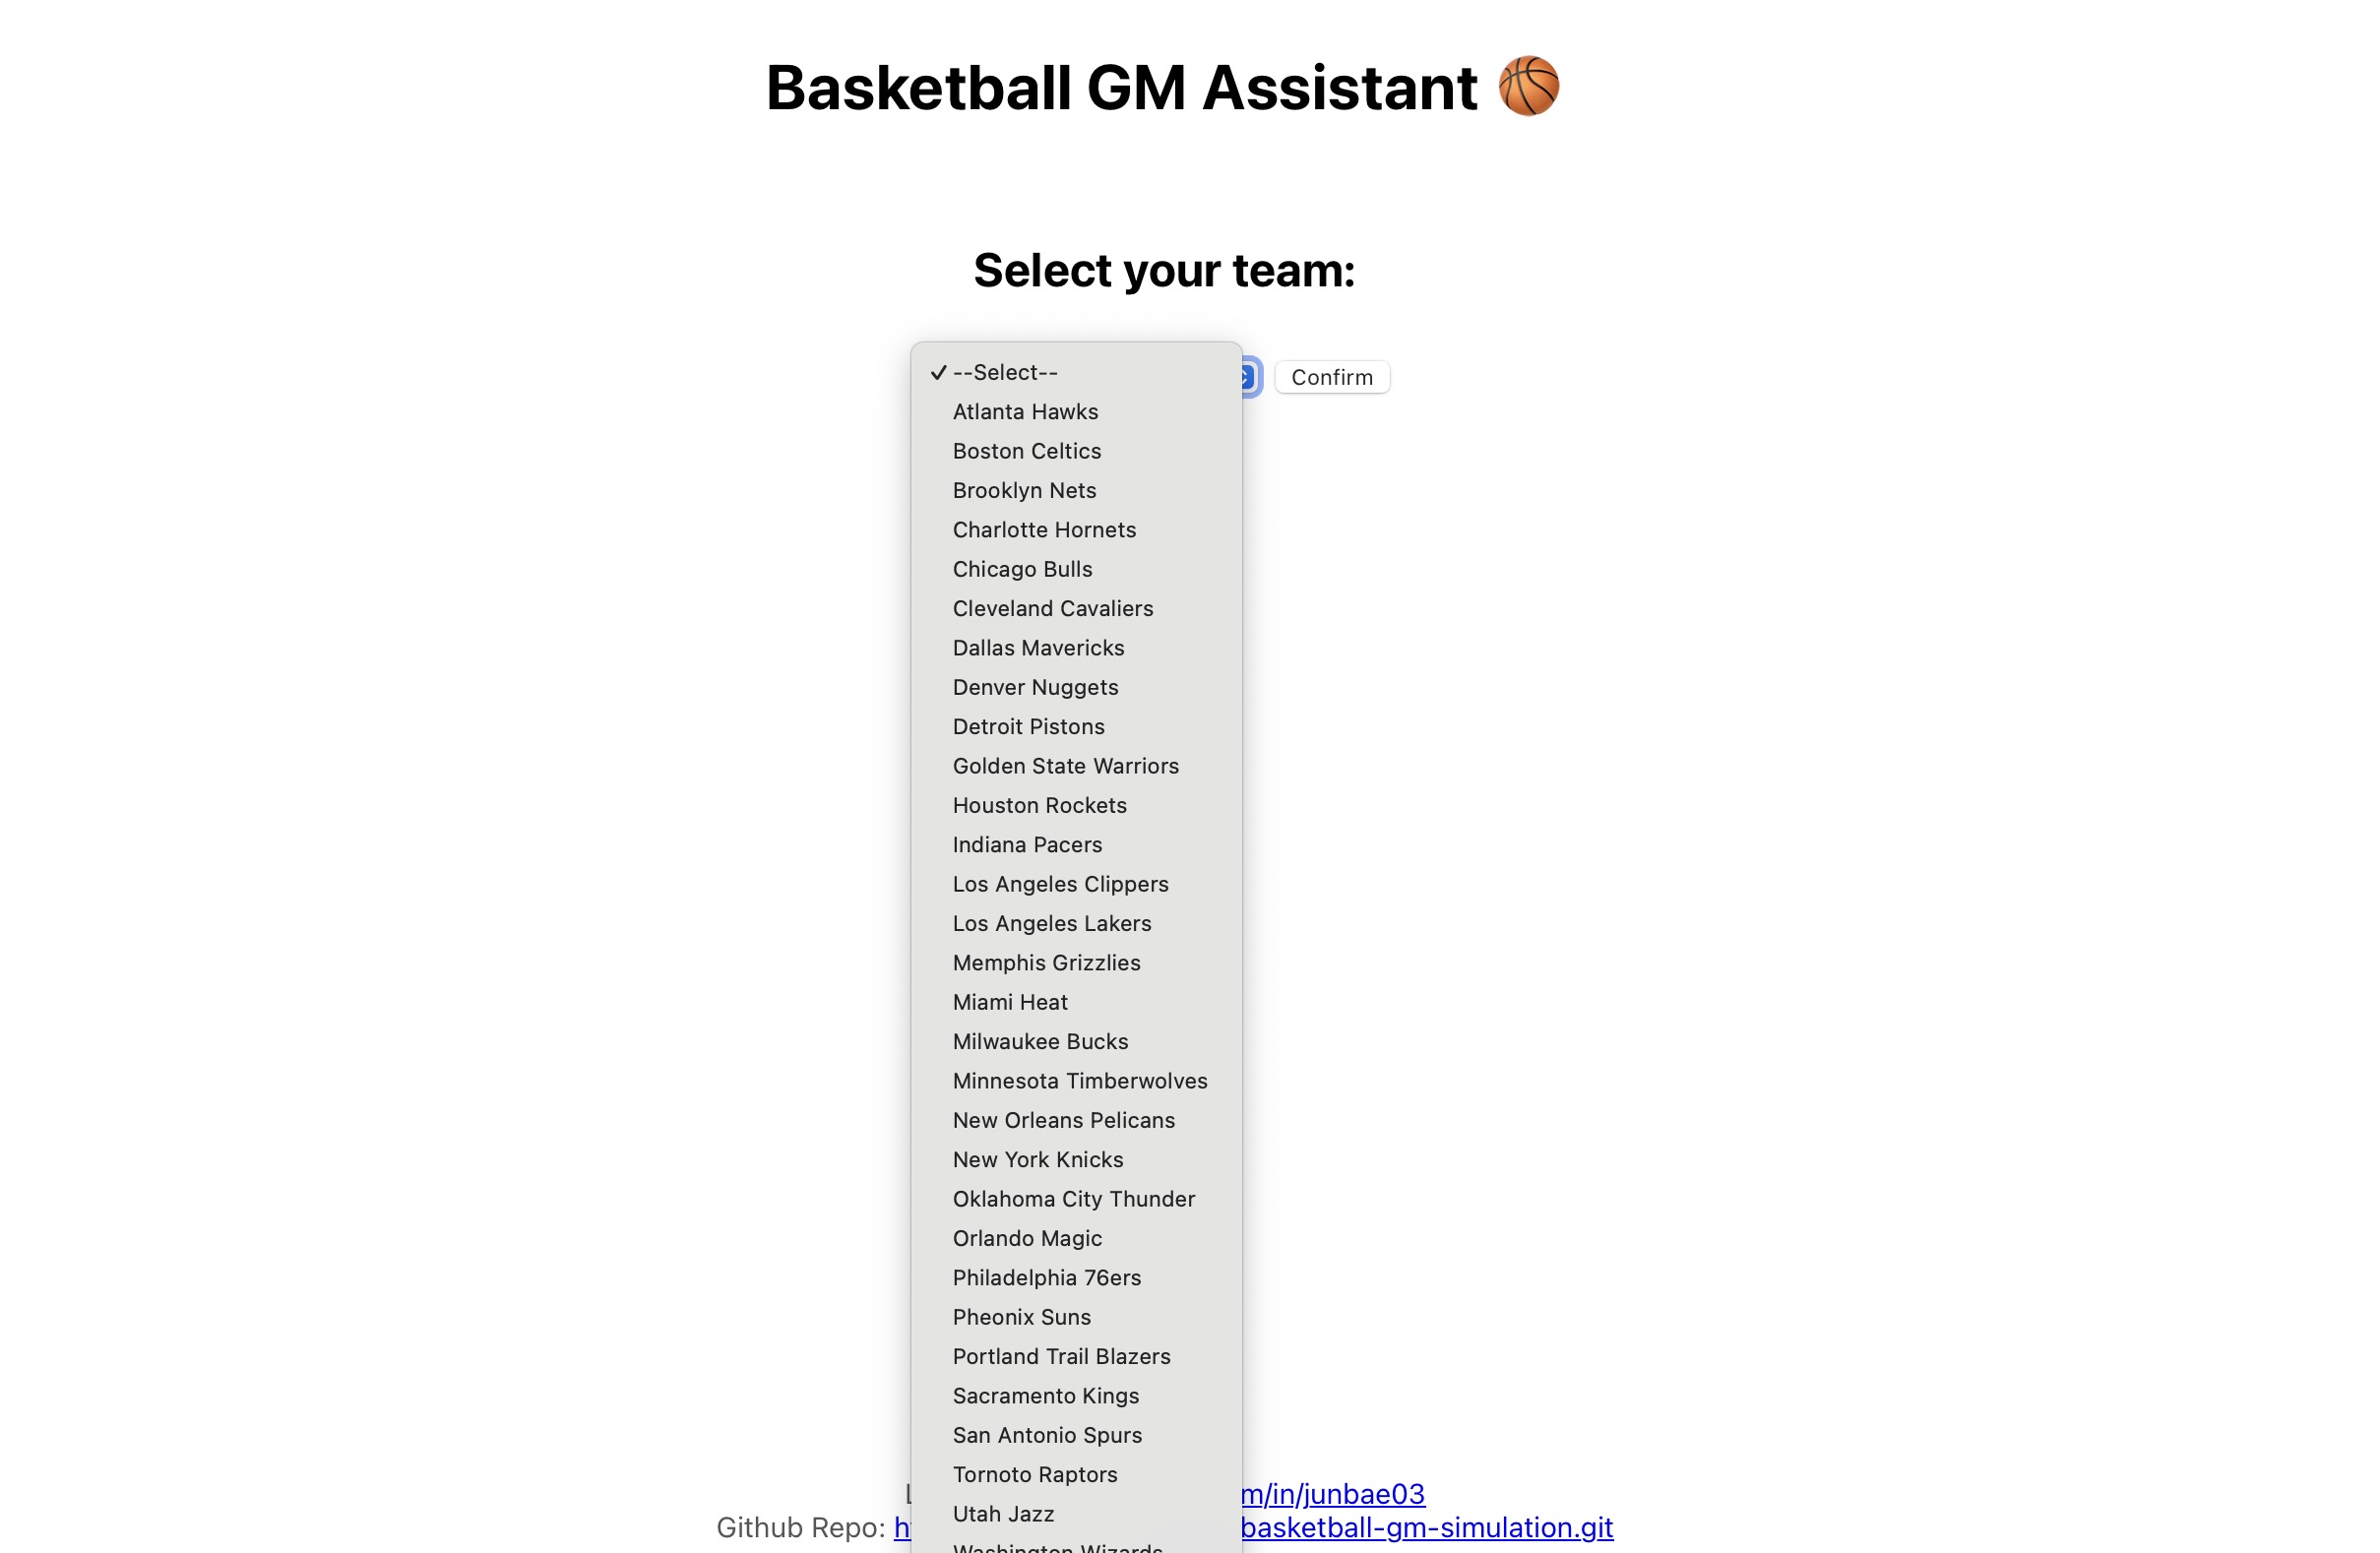 Basketball GM Assistant
Select your team:
✓ --Select--
Confirm
Atlanta Hawks
Boston Celtics
Brooklyn Nets
Charlotte Hornets
Chicago Bulls
Cleveland Cavaliers
Dallas Mavericks
Denver Nuggets
Detroit Pistons
Golden State Warriors
Houston Rockets
Indiana Pacers
Los Angeles Clippers
Los Angeles Lakers
Memphis Grizzlies
Miami Heat
Milwaukee Bucks
Minnesota Timberwolves
New Orleans Pelicans
New York Knicks
Oklahoma City Thunder
Orlando Magic
Philadelphia 76ers
Pheonix Suns
Portland Trail Blazers
Sacramento Kings
San Antonio Spurs
Tornoto Raptors
Utah Jazz
Washington Wizards
m/in/junbae03
Github Repo: basketball-gm-simulation.git